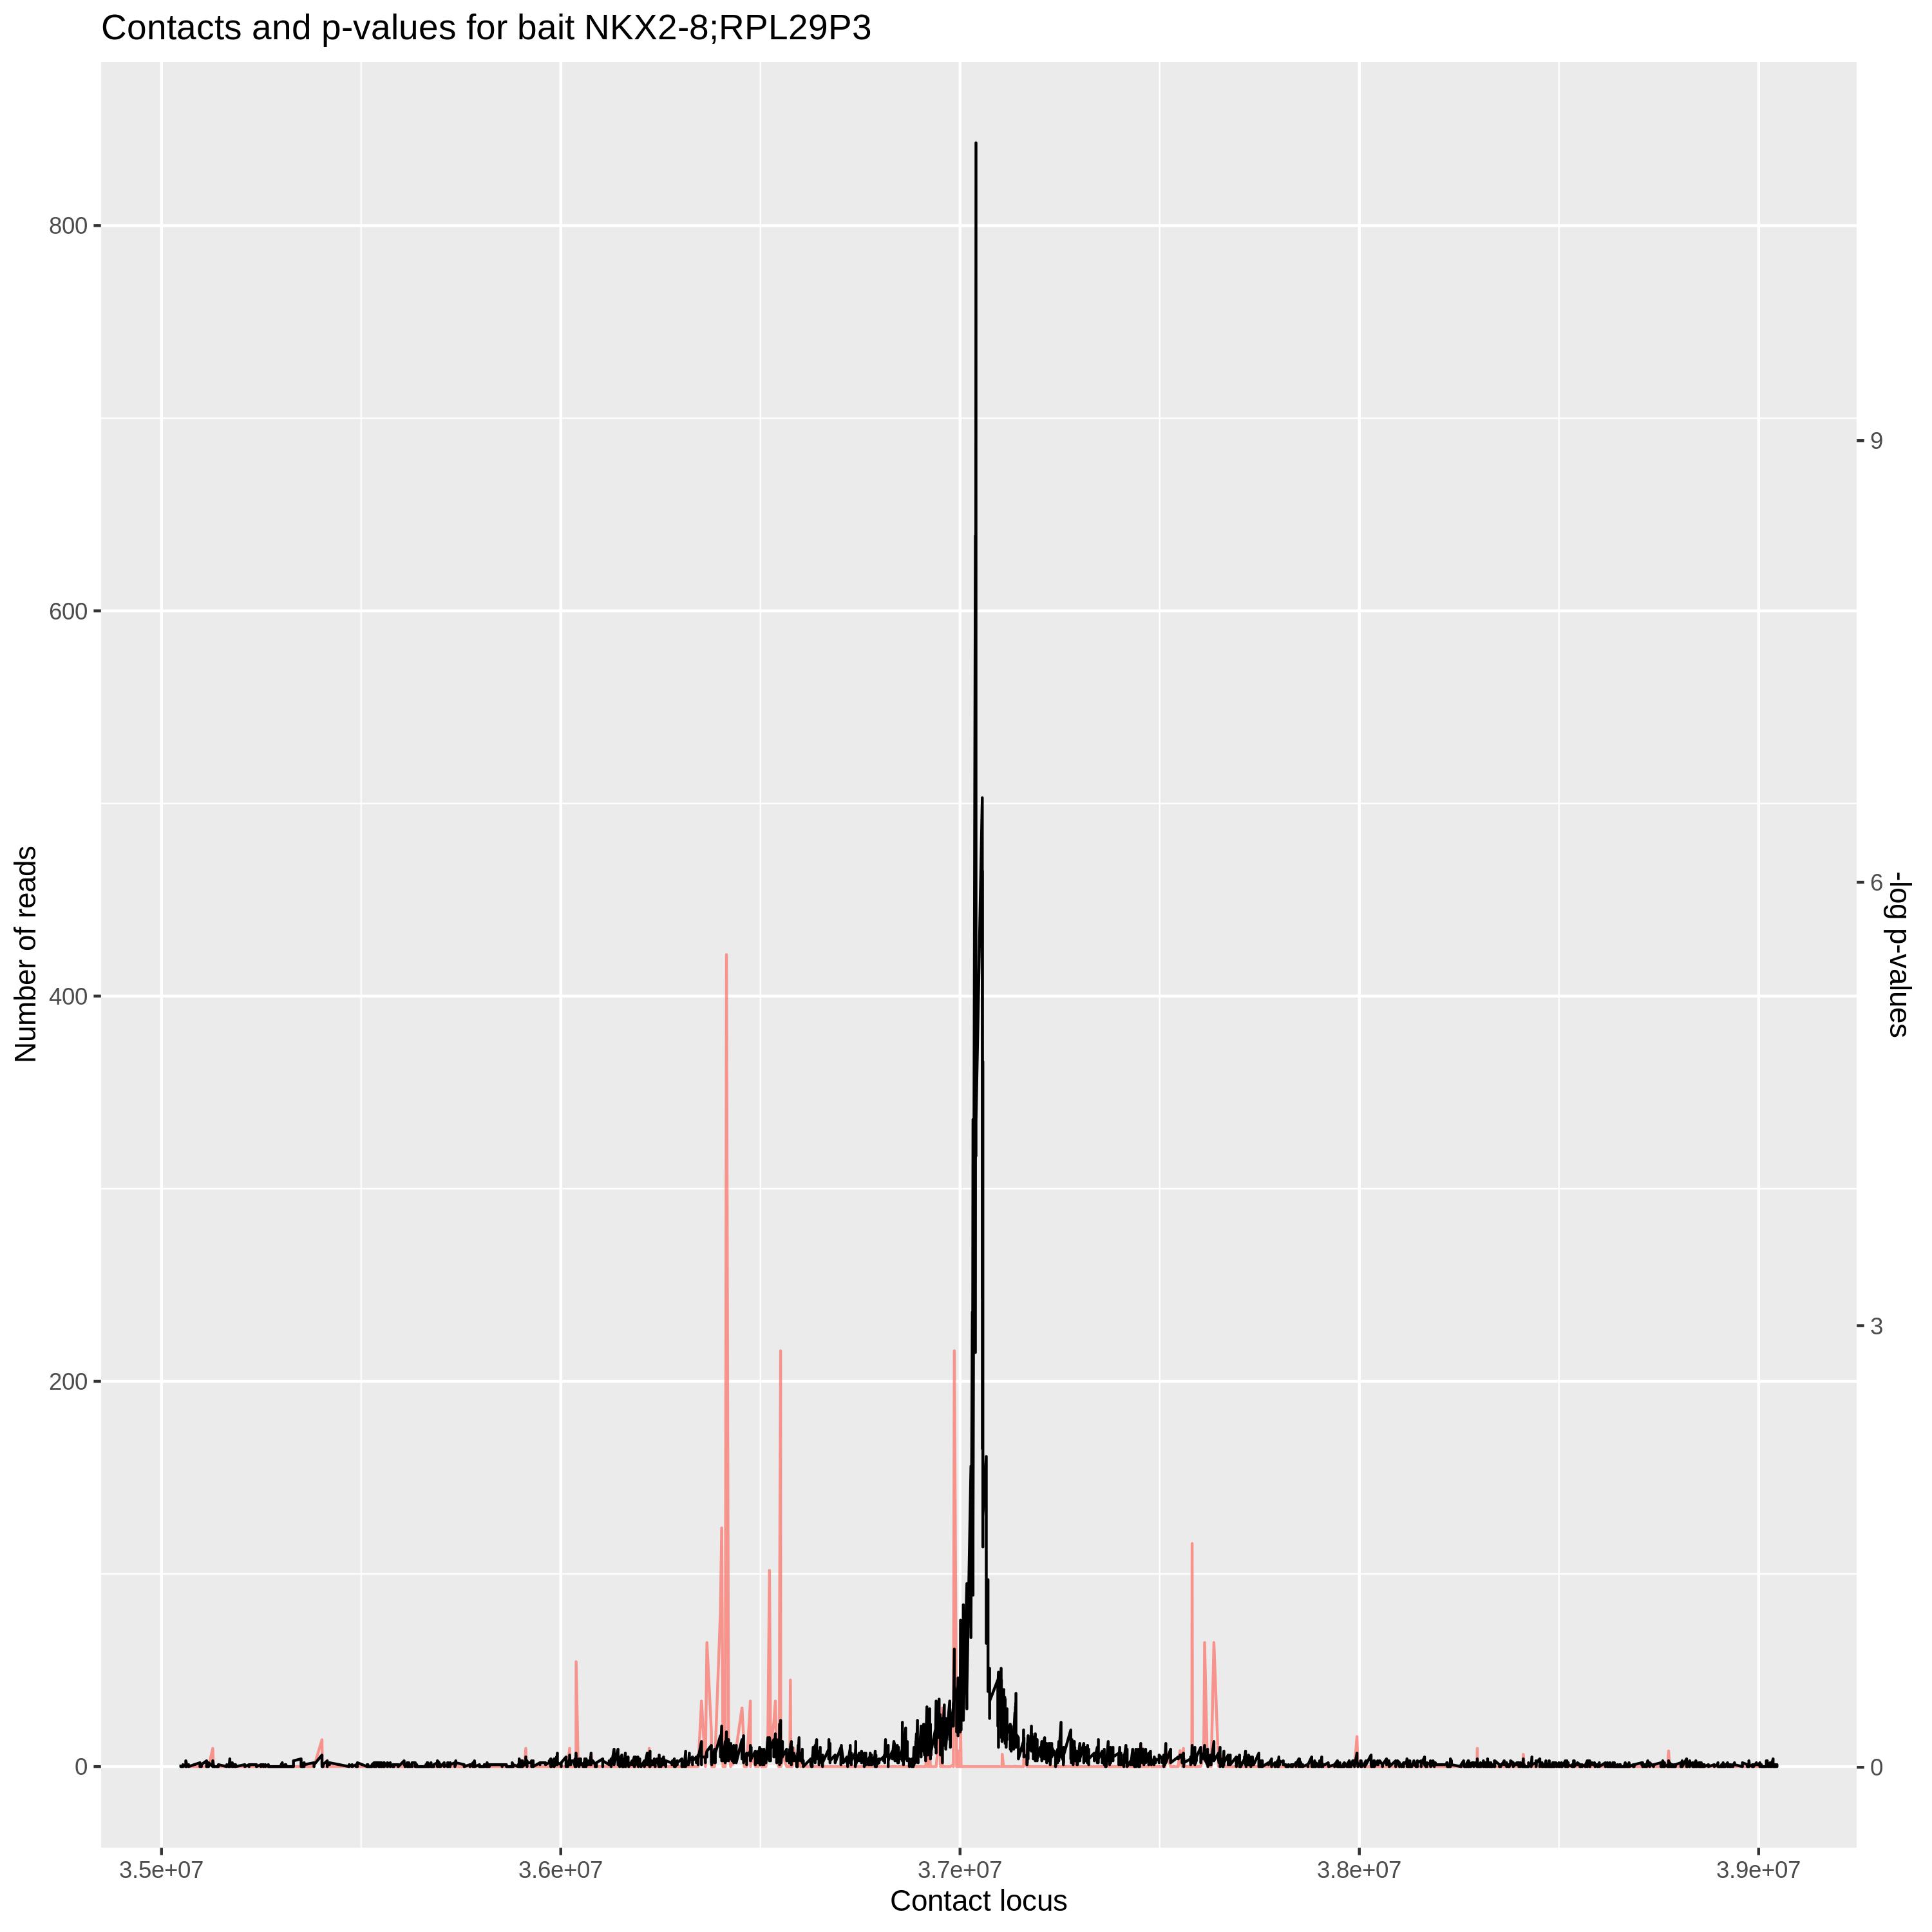 Contacts and p-values for bait NKX2-8;RPL29P3
800
600
400
200
0
Number of reads
9
6
3
0
-log p-values
3.5e+07
3.6e+07
3.7e+07
3.8e+07
3.9e+07
Contact locus